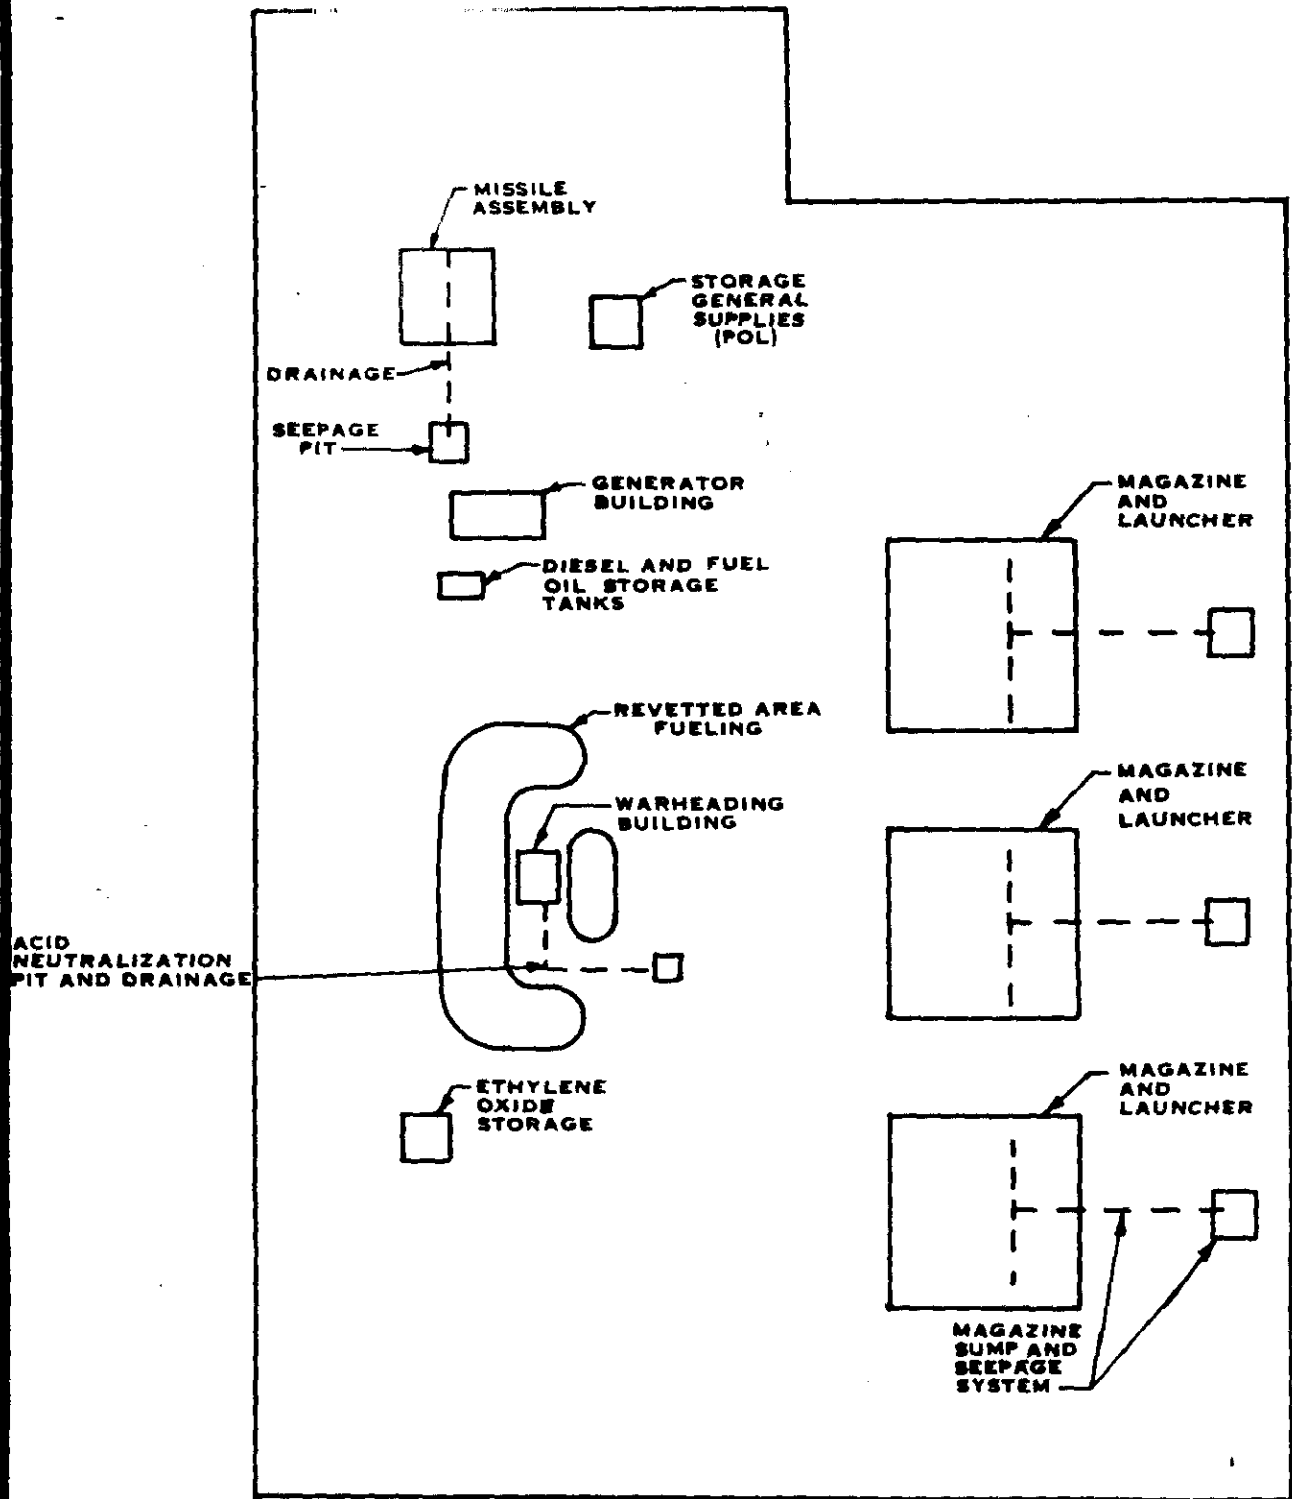 MISSILE
ASSEMBLY
STORAGE
GENERAL
SUPPLIES
(POL)
DRAINAGE
SEEPAGE
PIT
GENERATOR
BUILDING
MAGAZINE
AND
LAUNCHER
DIESEL AND FUEL
OIL STORAGE
TANKS
REVETTED AREA
FUELING
MAGAZINE
AND
LAUNCHER
WARHEADING
BUILDING
ACID
NEUTRALIZATION
PIT AND DRAINAGE
MAGAZINE
AND
LAUNCHER
ETHYLENE
OXIDE
STORAGE
MAGAZINE
SUMP AND
SEEPAGE
SYSTEM